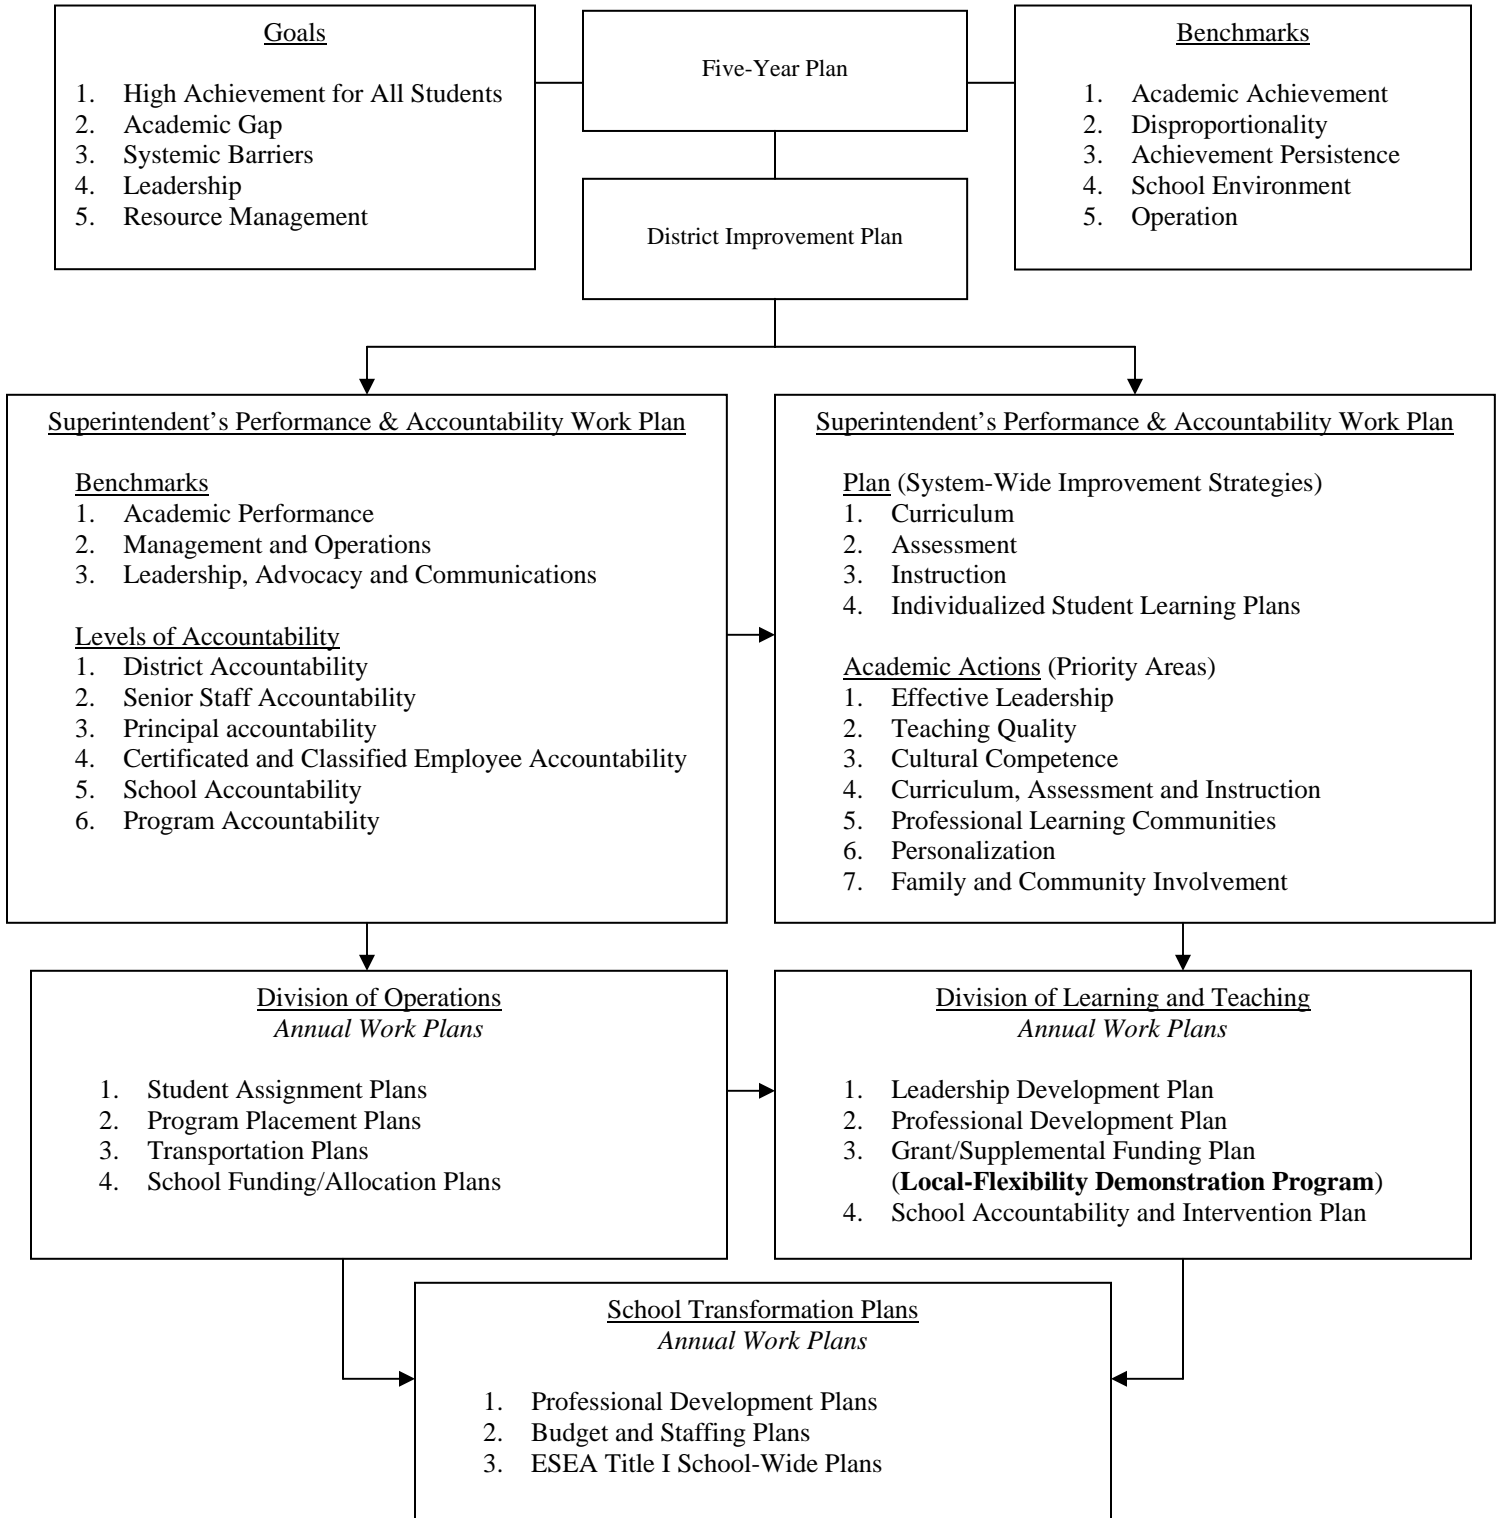 Goals
1. High Achievement for All Students
2. Academic Gap
3. Systemic Barriers
4. Leadership
5. Resource Management
Five-Year Plan
Benchmarks
1. Academic Achievement
2. Disproportionality
3. Achievement Persistence
4. School Environment
5. Operation
District Improvement Plan
Superintendent’s Performance & Accountability Work Plan
Benchmarks
1. Academic Performance
2. Management and Operations
3. Leadership, Advocacy and Communications
Levels of Accountability
1. District Accountability
2. Senior Staff Accountability
3. Principal accountability
4. Certificated and Classified Employee Accountability
5. School Accountability
6. Program Accountability
Superintendent’s Performance & Accountability Work Plan
Plan (System-Wide Improvement Strategies)
1. Curriculum
2. Assessment
3. Instruction
4. Individualized Student Learning Plans
Academic Actions (Priority Areas)
1. Effective Leadership
2. Teaching Quality
3. Cultural Competence
4. Curriculum, Assessment and Instruction
5. Professional Learning Communities
6. Personalization
7. Family and Community Involvement
Division of Operations
Annual Work Plans
1. Student Assignment Plans
2. Program Placement Plans
3. Transportation Plans
4. School Funding/Allocation Plans
Division of Learning and Teaching
Annual Work Plans
1. Leadership Development Plan
2. Professional Development Plan
3. Grant/Supplemental Funding Plan
(Local-Flexibility Demonstration Program)
4. School Accountability and Intervention Plan
School Transformation Plans
Annual Work Plans
1. Professional Development Plans
2. Budget and Staffing Plans
3. ESEA Title I School-Wide Plans